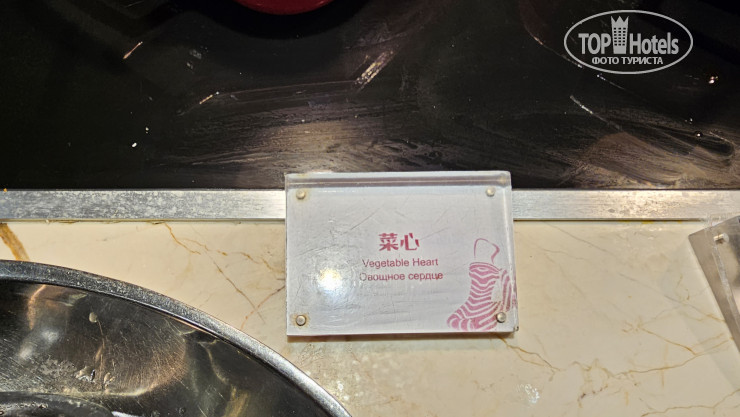 TOP Hotels
ФОТО ТУРИСТА
菜心
Vegetable Heart
Овощное сердце